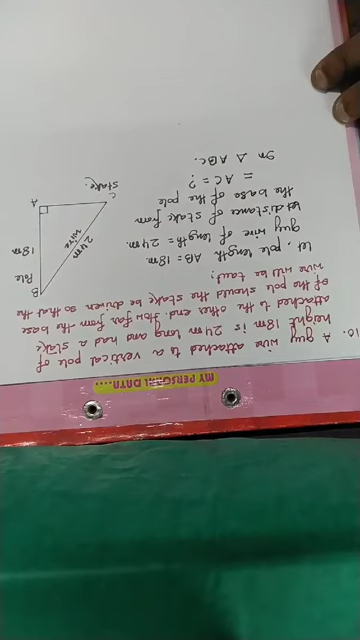 MY PERSONAL DATA....
10. A guy wire attached to a vertical pole of
height 18m is 24m long and had a stake
attached to the other end. How far from the base
of the pole should the stake be driven so that the
wire will be taut?
let, pole length AB = 18m.
guy wire of length = 24m.
let distance of stake from
the base of the pole
= AC = ?
In △ ABC.
B
Pole
18m
24m
wire
A
C
stake.